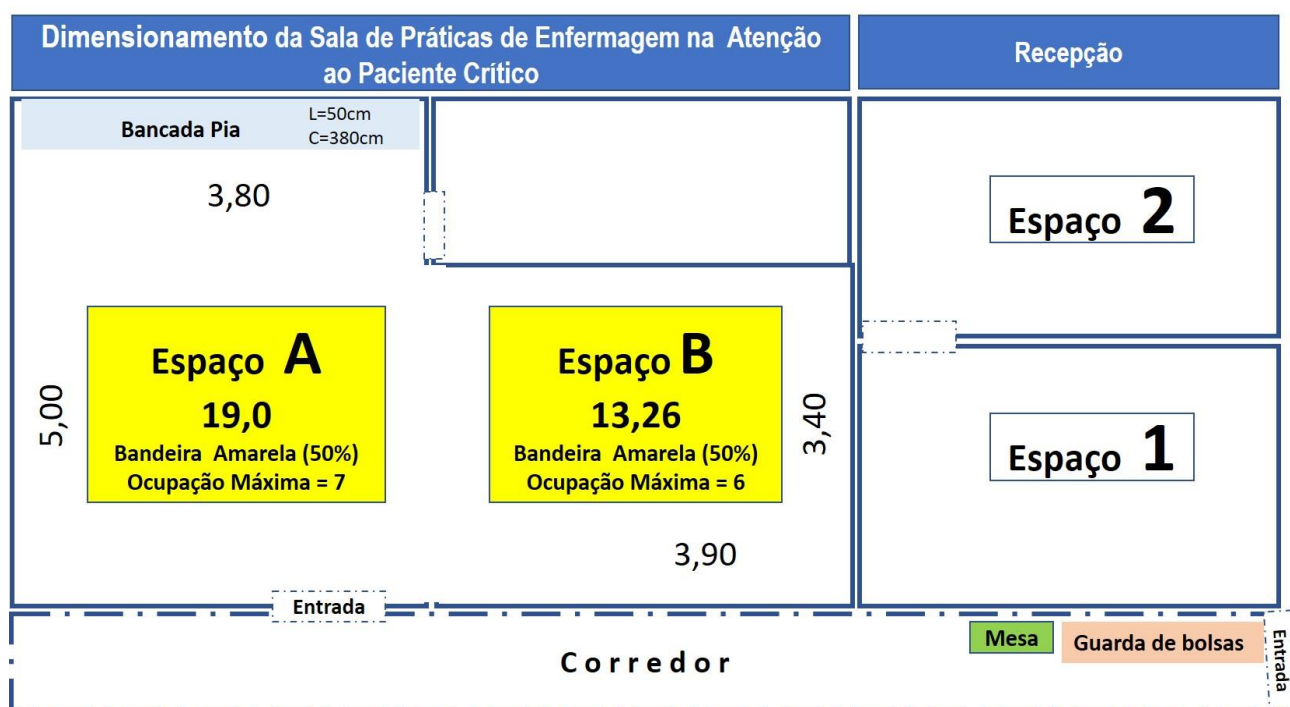 Dimensionamento da Sala de Práticas de Enfermagem na Atenção
ao Paciente Crítico
Recepção
Bancada Pia
L=50cm
C=380cm
3,80
Espaço 2
Espaço A
19,0
Bandeira Amarela (50%)
Ocupação Máxima = 7
5,00
Espaço B
13,26
Bandeira Amarela (50%)
Ocupação Máxima = 6
3,40
3,90
Espaço 1
Entrada
Mesa
Guarda de bolsas
Entrada
Corredor